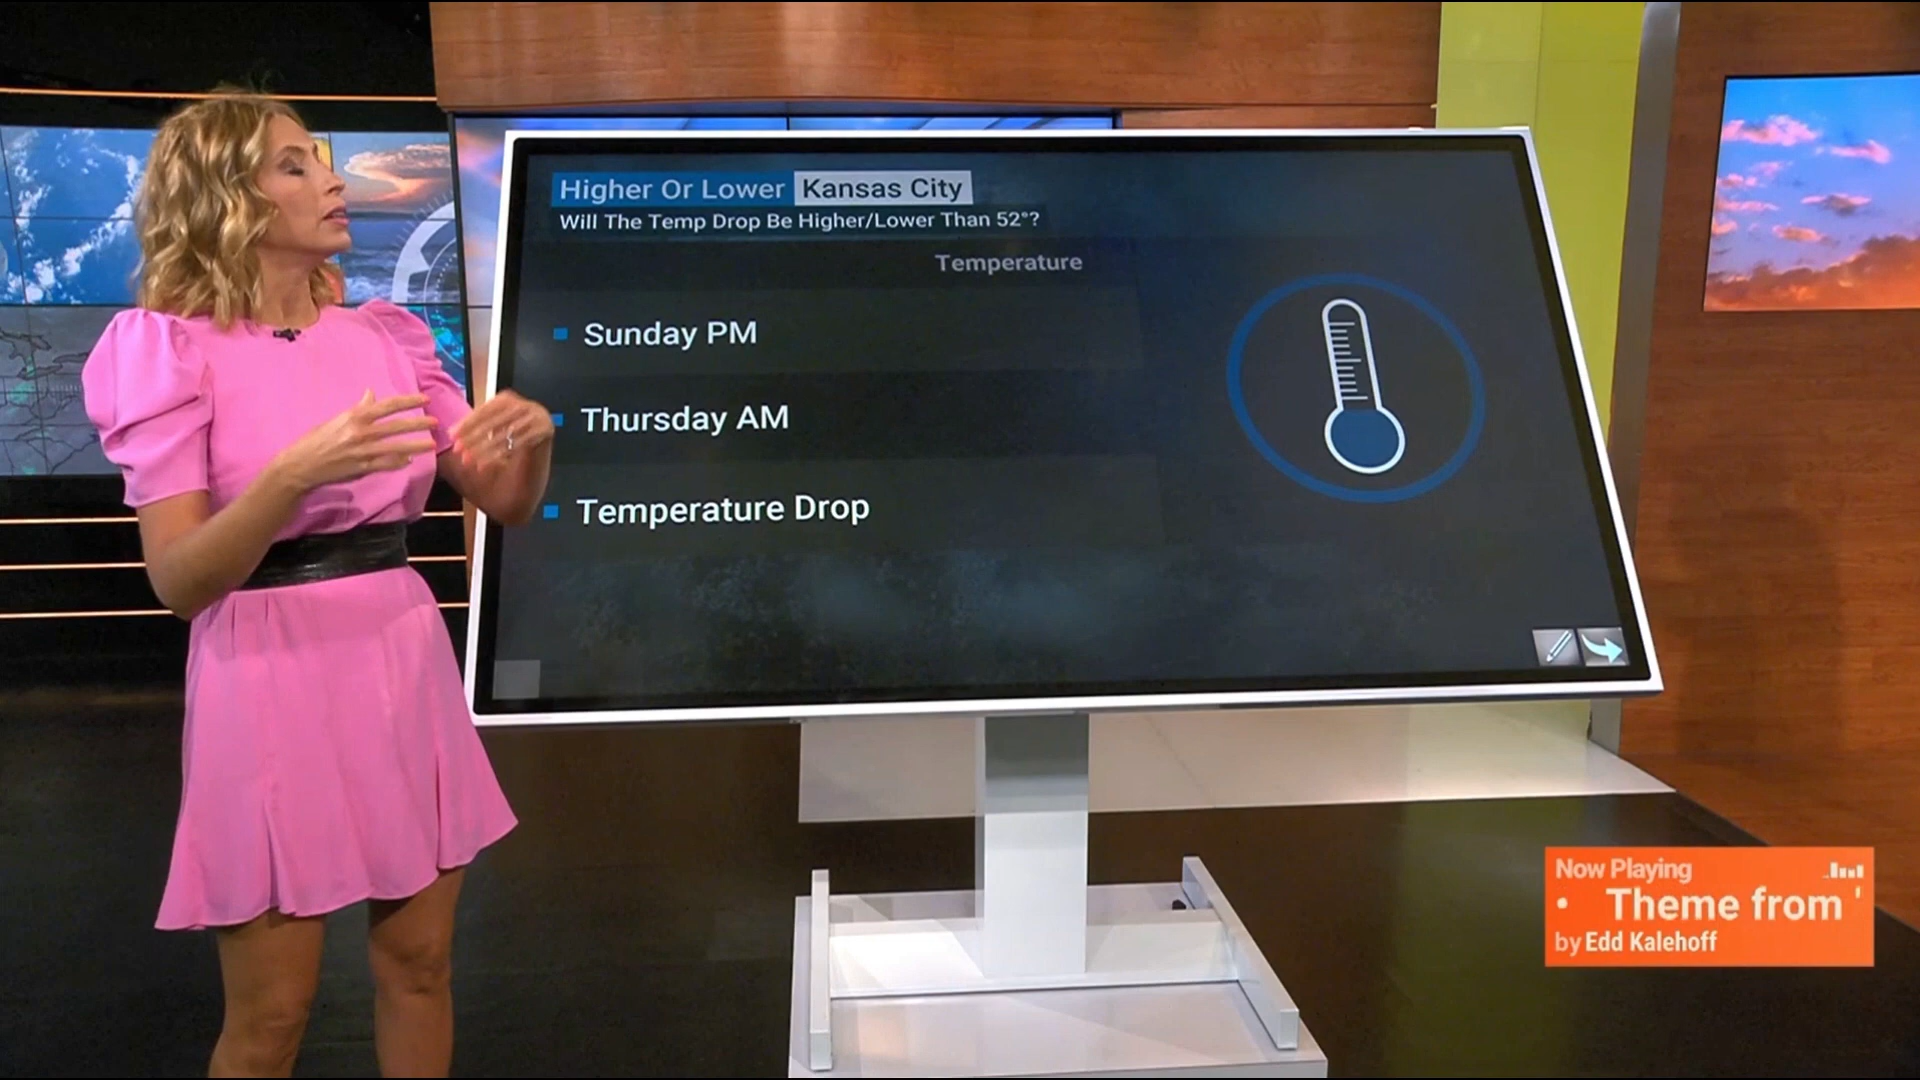 Higher Or Lower Kansas City
Will The Temp Drop Be Higher/Lower Than 52°?
Temperature
Sunday PM
Thursday AM
Temperature Drop
Now Playing
• Theme from '
by Edd Kalehoff